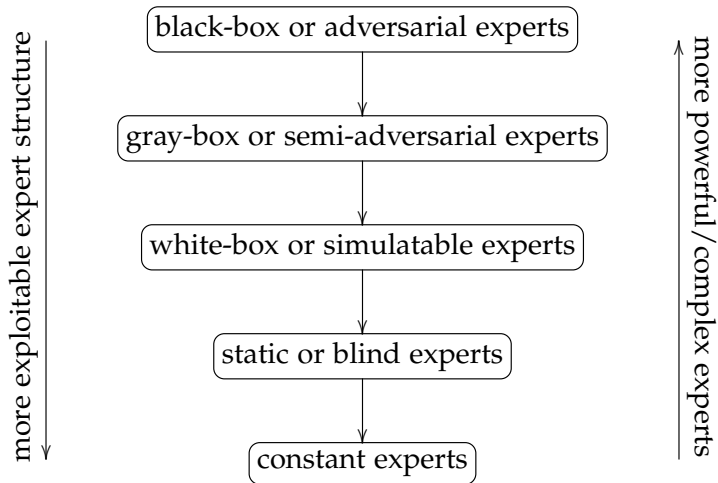 black-box or adversarial experts
gray-box or semi-adversarial experts
white-box or simulatable experts
static or blind experts
constant experts
more exploitable expert structure
more powerful/complex experts